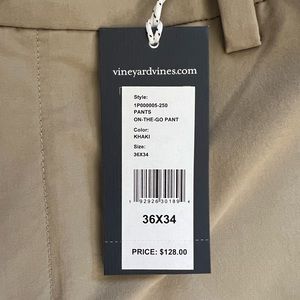 vineyardvines.com
Style:
1P000005-250
PANTS
ON-THE-GO PANT
Color:
KHAKI
Size:
36X34
36X34
PRICE: $128.00